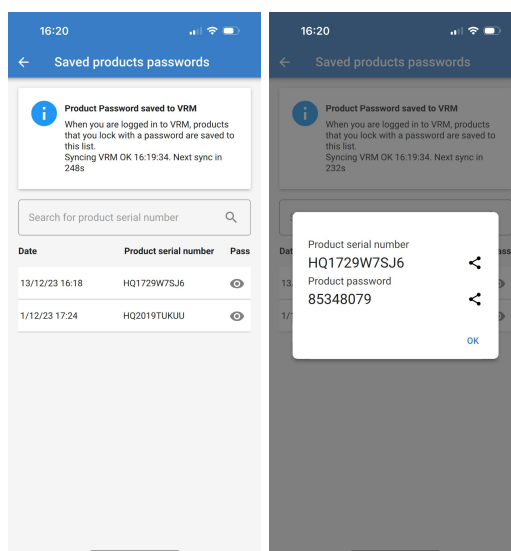 16:20
Saved products passwords
Product Password saved to VRM
When you are logged in to VRM, products
that you lock with a password are saved to
this list.
Syncing VRM OK 16:19:34. Next sync in
248s
Search for product serial number
Date Product serial number Pass
13/12/23 16:18 HQ1729W7SJ6
1/12/23 17:24 HQ2019TUKUU
16:20
Saved products passwords
Product Password saved to VRM
When you are logged in to VRM, products
that you lock with a password are saved to
this list.
Syncing VRM OK 16:19:34. Next sync in
232s
Product serial number
HQ1729W7SJ6
Product password
85348079
OK